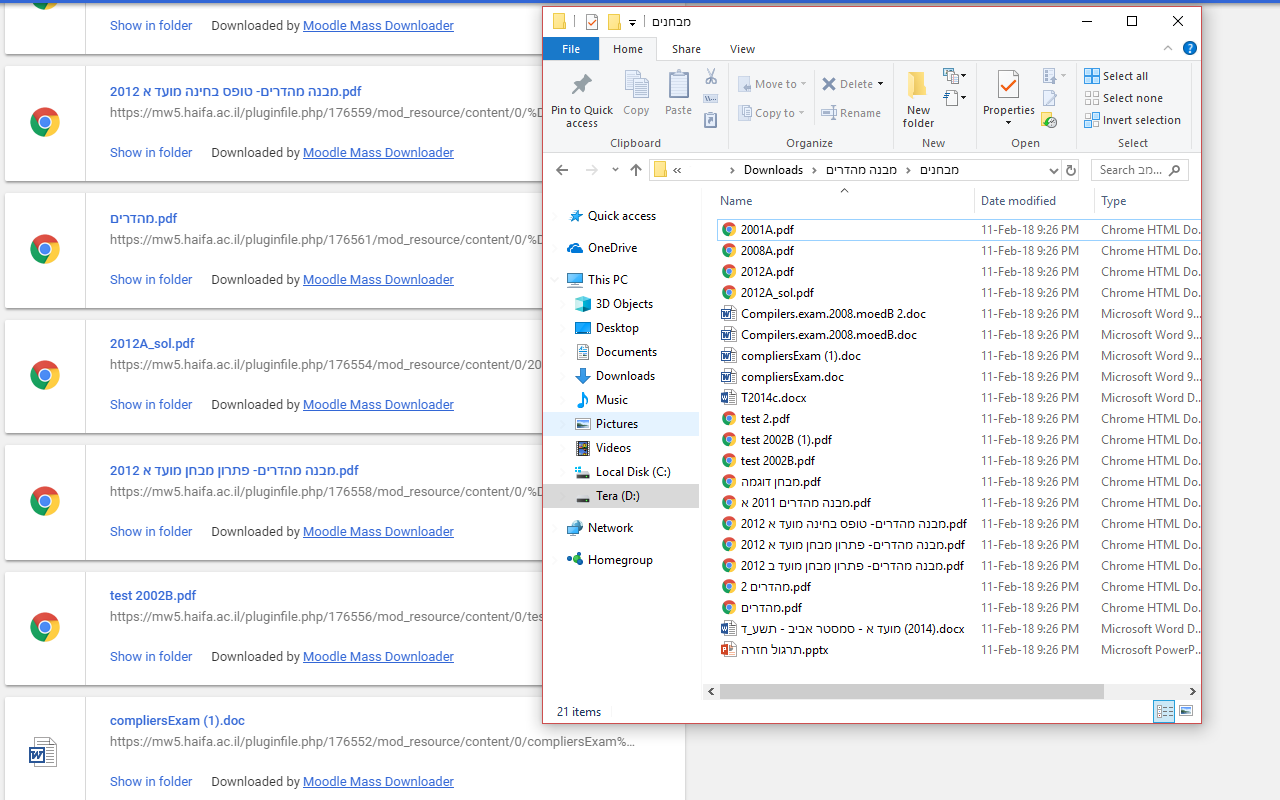 Show in folder Downloaded by Moodle Mass Downloader
מבנה מהדרים- טופס בחינה מועד א 2012.pdf
https://mw5.haifa.ac.il/pluginfile.php/176559/mod_resource/content/0/%D
Show in folder Downloaded by Moodle Mass Downloader
מהדרים.pdf
https://mw5.haifa.ac.il/pluginfile.php/176561/mod_resource/content/0/%D
Show in folder Downloaded by Moodle Mass Downloader
2012A_sol.pdf
https://mw5.haifa.ac.il/pluginfile.php/176554/mod_resource/content/0/20
Show in folder Downloaded by Moodle Mass Downloader
מבנה מהדרים- פתרון מבחן מועד א 2012.pdf
https://mw5.haifa.ac.il/pluginfile.php/176558/mod_resource/content/0/%D
Show in folder Downloaded by Moodle Mass Downloader
test 2002B.pdf
https://mw5.haifa.ac.il/pluginfile.php/176556/mod_resource/content/0/tes
Show in folder Downloaded by Moodle Mass Downloader
compliersExam (1).doc
https://mw5.haifa.ac.il/pluginfile.php/176552/mod_resource/content/0/compliersExam%...
Show in folder Downloaded by Moodle Mass Downloader
מבחנים
File Home Share View
Pin to Quick access
Copy
Paste
Clipboard
Move to
Copy to
Delete
Rename
Organize
New folder
New
Properties
Open
Select all
Select none
Invert selection
Select
« › Downloads › מבנה מהדרים › מבחנים
Search מב...
Quick access
OneDrive
This PC
3D Objects
Desktop
Documents
Downloads
Music
Pictures
Videos
Local Disk (C:)
Tera (D:)
Network
Homegroup
Name Date modified Type
2001A.pdf 11-Feb-18 9:26 PM Chrome HTML Do...
2008A.pdf 11-Feb-18 9:26 PM Chrome HTML Do...
2012A.pdf 11-Feb-18 9:26 PM Chrome HTML Do...
2012A_sol.pdf 11-Feb-18 9:26 PM Chrome HTML Do...
Compilers.exam.2008.moedB 2.doc 11-Feb-18 9:26 PM Microsoft Word 9...
Compilers.exam.2008.moedB.doc 11-Feb-18 9:26 PM Microsoft Word 9...
compliersExam (1).doc 11-Feb-18 9:26 PM Microsoft Word 9...
compliersExam.doc 11-Feb-18 9:26 PM Microsoft Word 9...
T2014c.docx 11-Feb-18 9:26 PM Microsoft Word D...
test 2.pdf 11-Feb-18 9:26 PM Chrome HTML Do...
test 2002B (1).pdf 11-Feb-18 9:26 PM Chrome HTML Do...
test 2002B.pdf 11-Feb-18 9:26 PM Chrome HTML Do...
מבחן דוגמה.pdf 11-Feb-18 9:26 PM Chrome HTML Do...
מבנה מהדרים 2011 א.pdf 11-Feb-18 9:26 PM Chrome HTML Do...
מבנה מהדרים- טופס בחינה מועד א 2012.pdf 11-Feb-18 9:26 PM Chrome HTML Do...
מבנה מהדרים- פתרון מבחן מועד א 2012.pdf 11-Feb-18 9:26 PM Chrome HTML Do...
מבנה מהדרים- פתרון מבחן מועד ב 2012.pdf 11-Feb-18 9:26 PM Chrome HTML Do...
מהדרים 2.pdf 11-Feb-18 9:26 PM Chrome HTML Do...
מהדרים.pdf 11-Feb-18 9:26 PM Chrome HTML Do...
מועד א - סמסטר אביב - תשע_ד (2014).docx 11-Feb-18 9:26 PM Microsoft Word D...
תרגול חזרה.pptx 11-Feb-18 9:26 PM Microsoft PowerP...
21 items